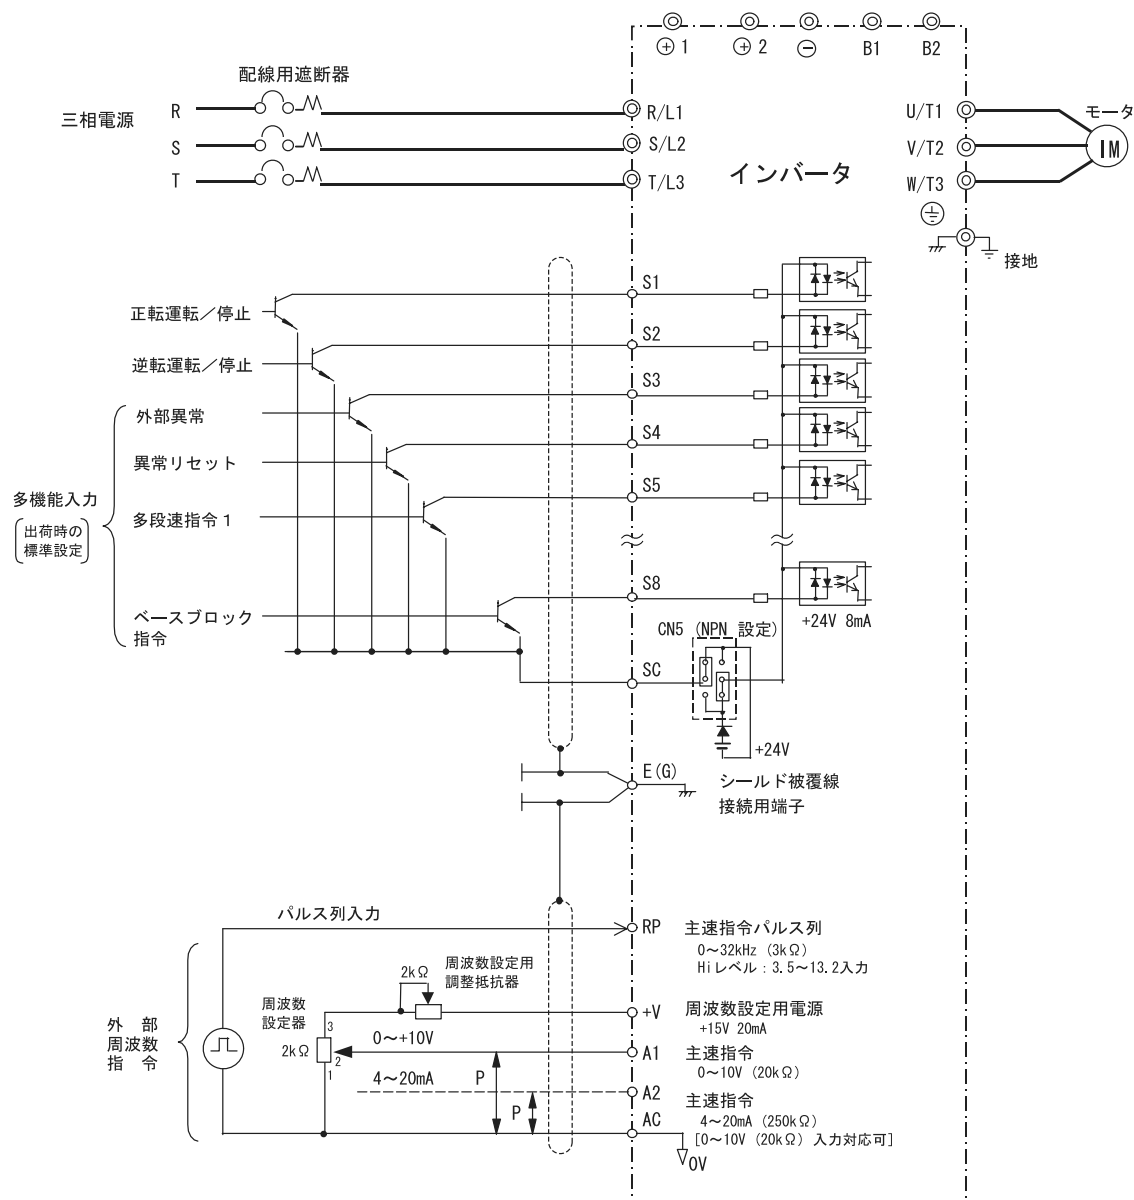 ⊕1 ⊕2 ⊖ B1 B2
配線用遮断器
三相電源
R
S
T
R/L1
S/L2
T/L3
インバータ
U/T1
V/T2
W/T3
モータ
IM
接地
正転運転／停止
逆転運転／停止
外部異常
異常リセット
多段速指令1
ベースブロック
指令
多機能入力
出荷時の
標準設定
S1
S2
S3
S4
S5
S8
+24V 8mA
CN5 (NPN 設定)
SC
+24V
E(G)
シールド被覆線
接続用端子
パルス列入力
RP
主速指令パルス列
0～32kHz (3kΩ)
Hiレベル：3.5～13.2入力
外 部
周波数
指 令
周波数
設定器
2kΩ
3
2
1
2kΩ
周波数設定用
調整抵抗器
+V
周波数設定用電源
+15V 20mA
0～+10V
A1
主速指令
0～10V (20kΩ)
4～20mA
P
P
A2
主速指令
4～20mA (250kΩ)
[0～10V (20kΩ) 入力対応可]
AC
0V